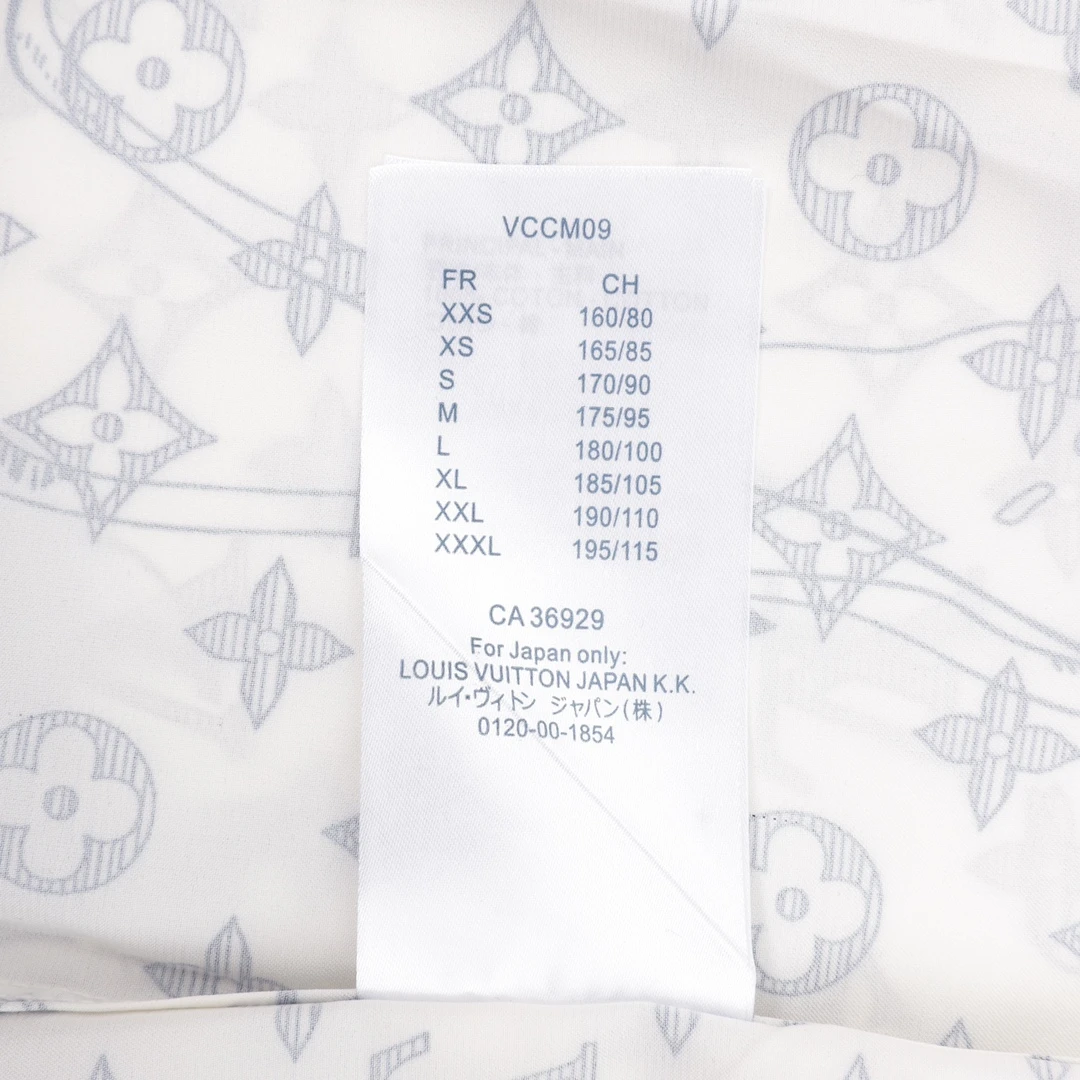 VCCM09
FR CH
XXS 160/80
XS 165/85
S 170/90
M 175/95
L 180/100
XL 185/105
XXL 190/110
XXXL 195/115
CA 36929
For Japan only:
LOUIS VUITTON JAPAN K.K.
ルイ・ヴィトン ジャパン(株)
0120-00-1854